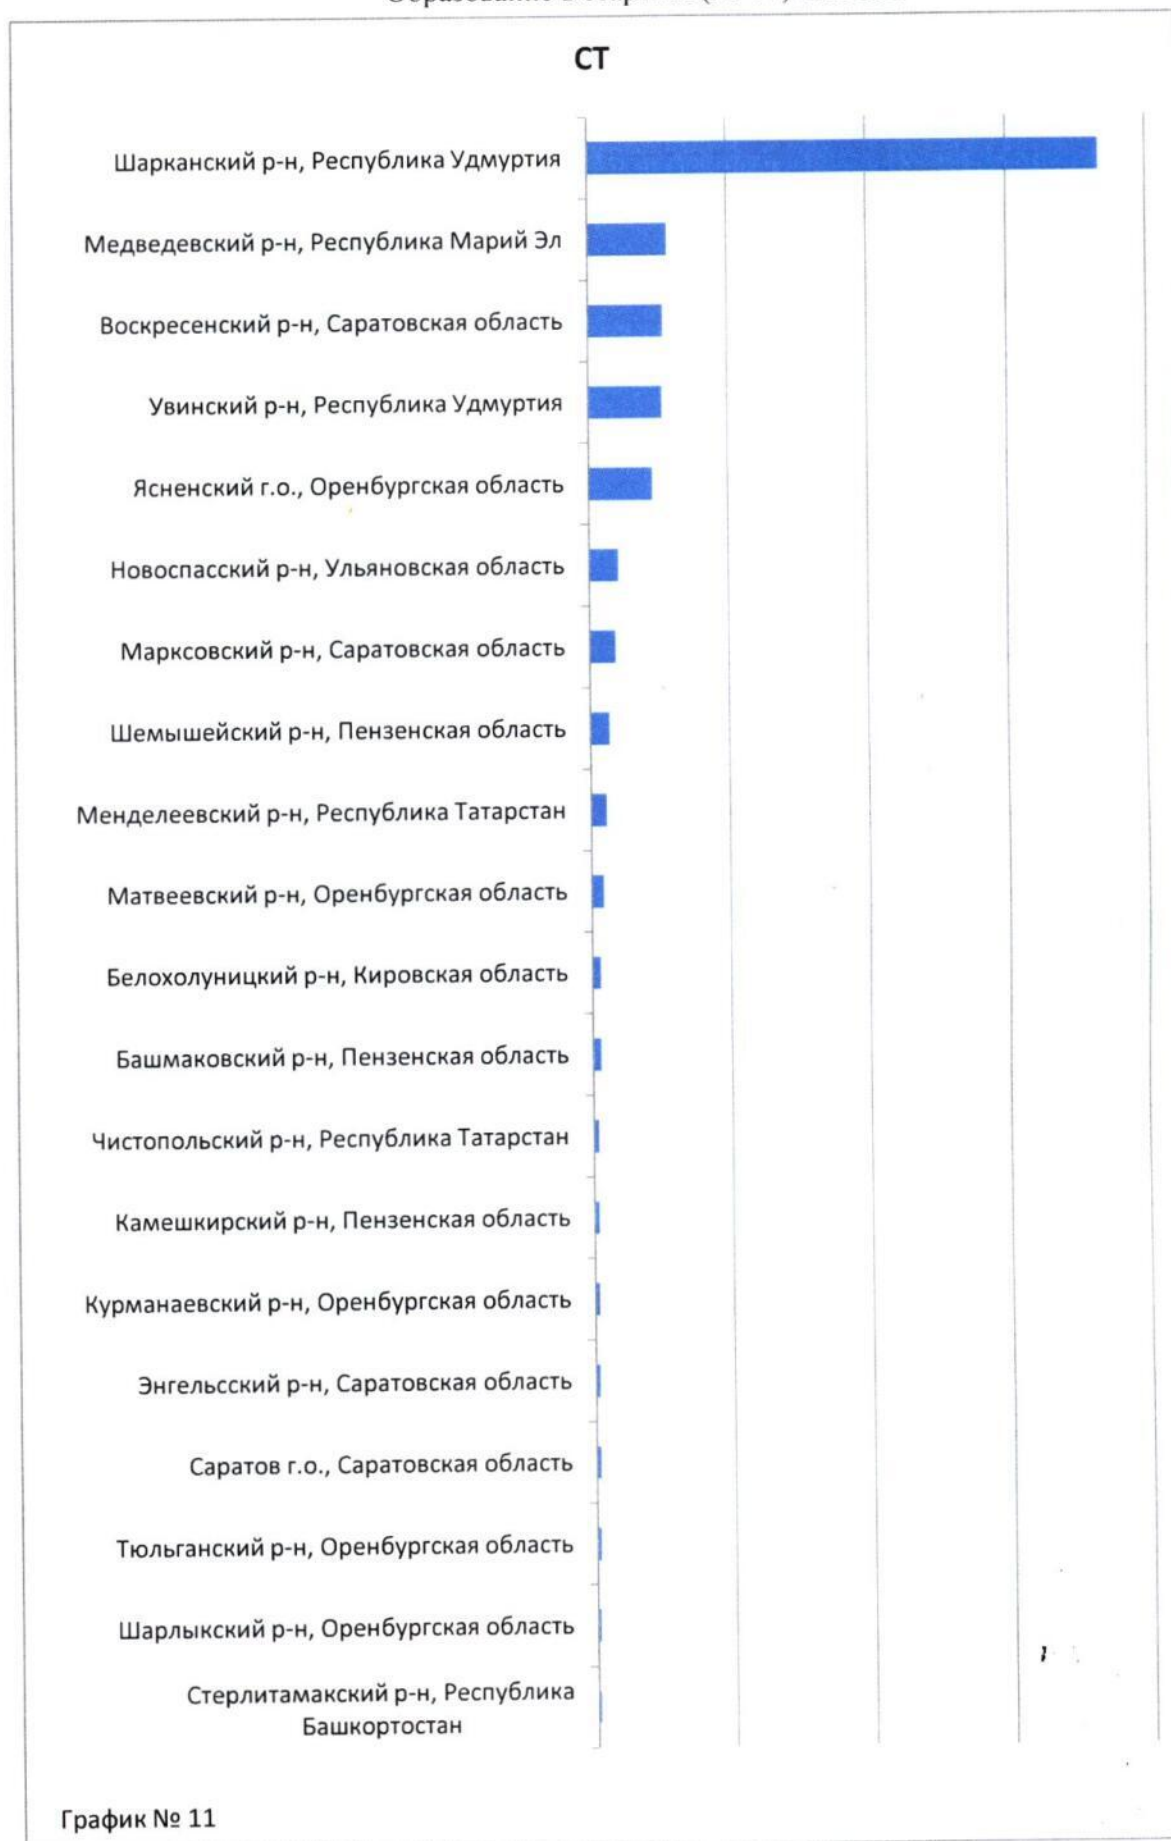 СТ
Шарканский р-н, Республика Удмуртия
Медведевский р-н, Республика Марий Эл
Воскресенский р-н, Саратовская область
Увинский р-н, Республика Удмуртия
Ясненский г.о., Оренбургская область
Новоспасский р-н, Ульяновская область
Марксовский р-н, Саратовская область
Шемышейский р-н, Пензенская область
Менделеевский р-н, Республика Татарстан
Матвеевский р-н, Оренбургская область
Белохолуницкий р-н, Кировская область
Башмаковский р-н, Пензенская область
Чистопольский р-н, Республика Татарстан
Камешкирский р-н, Пензенская область
Курманаевский р-н, Оренбургская область
Энгельсский р-н, Саратовская область
Саратов г.о., Саратовская область
Тюльганский р-н, Оренбургская область
Шарлыкский р-н, Оренбургская область
Стерлитамакский р-н, Республика
Башкортостан
График № 11